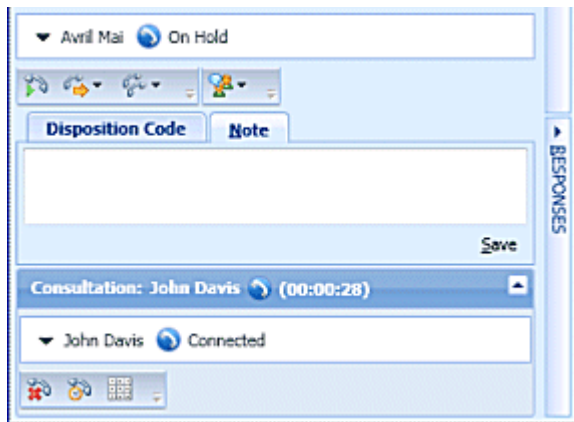 Avril Mai On Hold
Disposition Code Note
Save
RESPONSES
Consultation: John Davis (00:00:28)
John Davis Connected